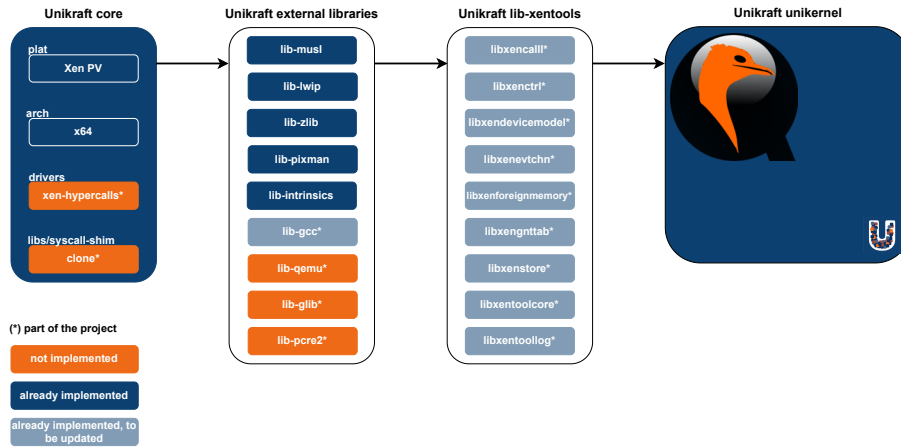 Unikraft core
Unikraft external libraries
Unikraft lib-xentools
Unikraft unikernel
plat
Xen PV
arch
x64
drivers
xen-hypercalls*
libs/syscall-shim
clone*
lib-musl
lib-lwip
lib-zlib
lib-pixman
lib-intrinsics
lib-gcc*
lib-qemu*
lib-glib*
lib-pcre2*
libxencalll*
libxenctrl*
libxendevicemodel*
libxenevtchn*
libxenforeignmemory*
libxengnttab*
libxenstore*
libxentoolcore*
libxentoollog*
U
(*) part of the project
not implemented
already implemented
already implemented, to
be updated